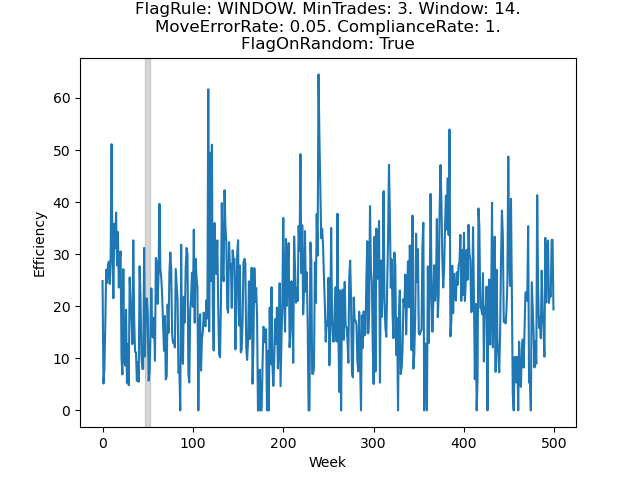 FlagRule: WINDOW. MinTrades: 3. Window: 14.
MoveErrorRate: 0.05. ComplianceRate: 1.
FlagOnRandom: True
60
50
40
30
20
10
0
Efficiency
0 100 200 300 400 500
Week